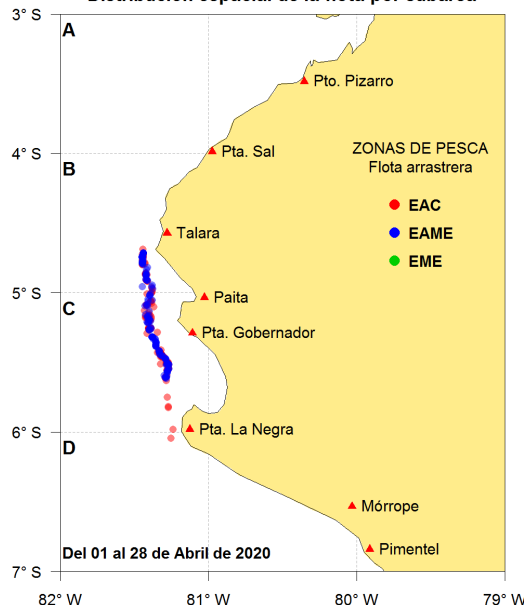 Distribución espacial de la flota por subárea
3° S
A
Pto. Pizarro
ZONAS DE PESCA
Flota arrastrera
4° S
Pta. Sal
B
EAC
Talara
EAME
EME
5° S
Paita
C
Pta. Gobernador
6° S
Pta. La Negra
D
Mórrope
Del 01 al 28 de Abril de 2020
Pimentel
7° S
82° W
81° W
80° W
79° W